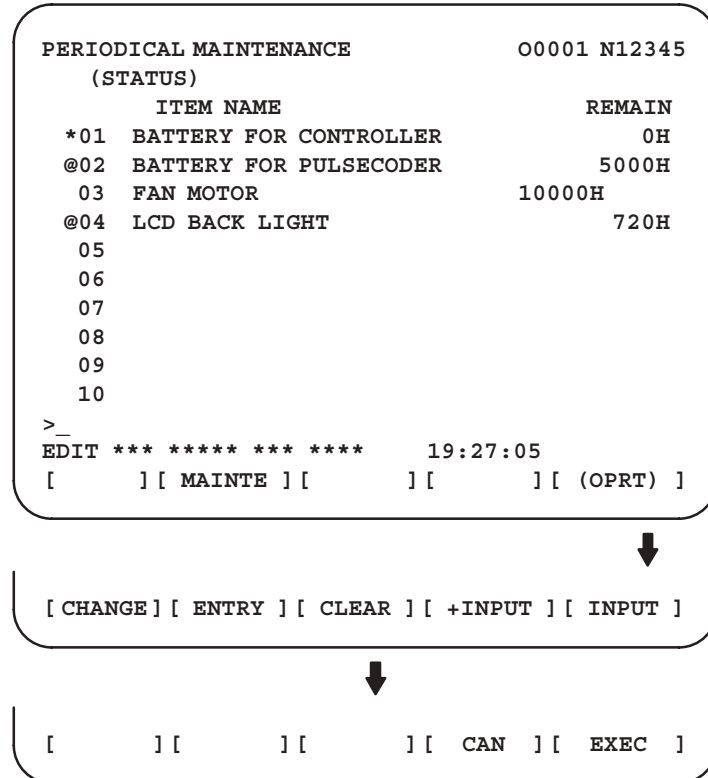 PERIODICAL MAINTENANCE O0001 N12345
(STATUS)
ITEM NAME REMAIN
*01 BATTERY FOR CONTROLLER 0H
@02 BATTERY FOR PULSECODER 5000H
03 FAN MOTOR 10000H
@04 LCD BACK LIGHT 720H
05
06
07
08
09
10
>_
EDIT *** ***** *** **** 19:27:05
[ ] [ MAINTE ] [ ] [ ] [ (OPRT) ]
[ CHANGE ] [ ENTRY ] [ CLEAR ] [ +INPUT ] [ INPUT ]
[ ] [ ] [ ] [ CAN ] [ EXEC ]